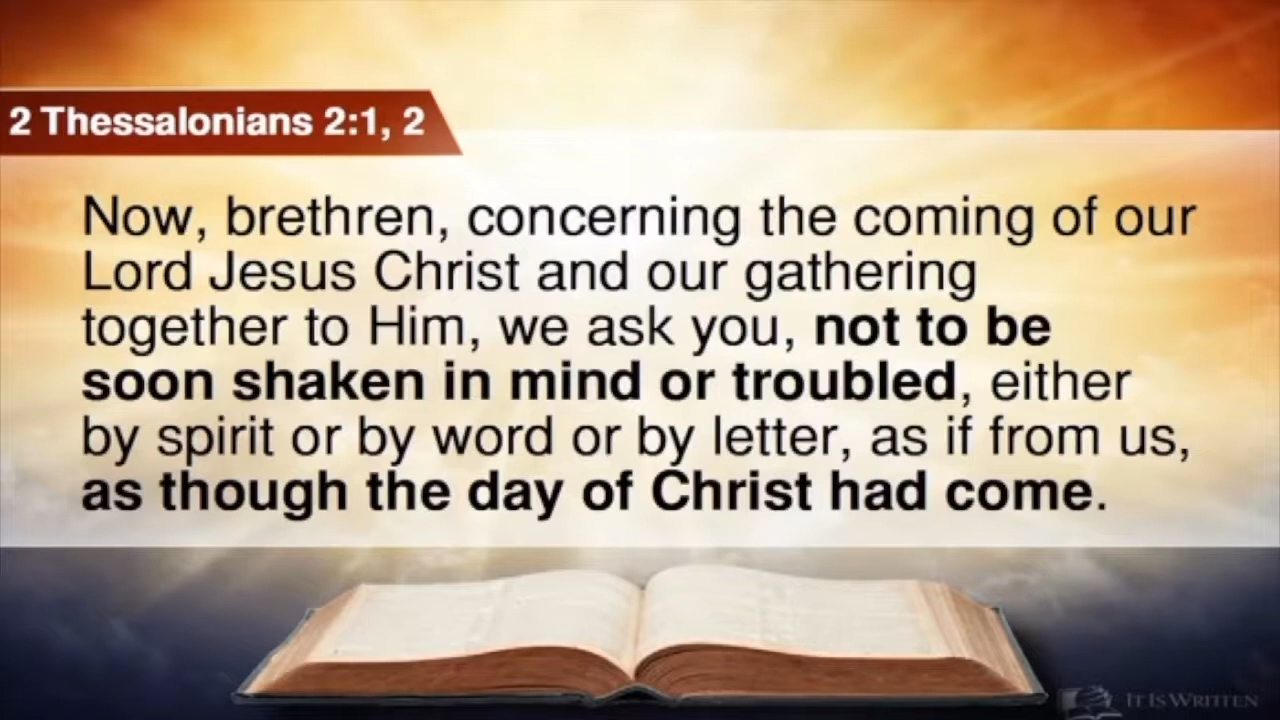 2 Thessalonians 2:1, 2
Now, brethren, concerning the coming of our
Lord Jesus Christ and our gathering
together to Him, we ask you, not to be
soon shaken in mind or troubled, either
by spirit or by word or by letter, as if from us,
as though the day of Christ had come.
It Is Written